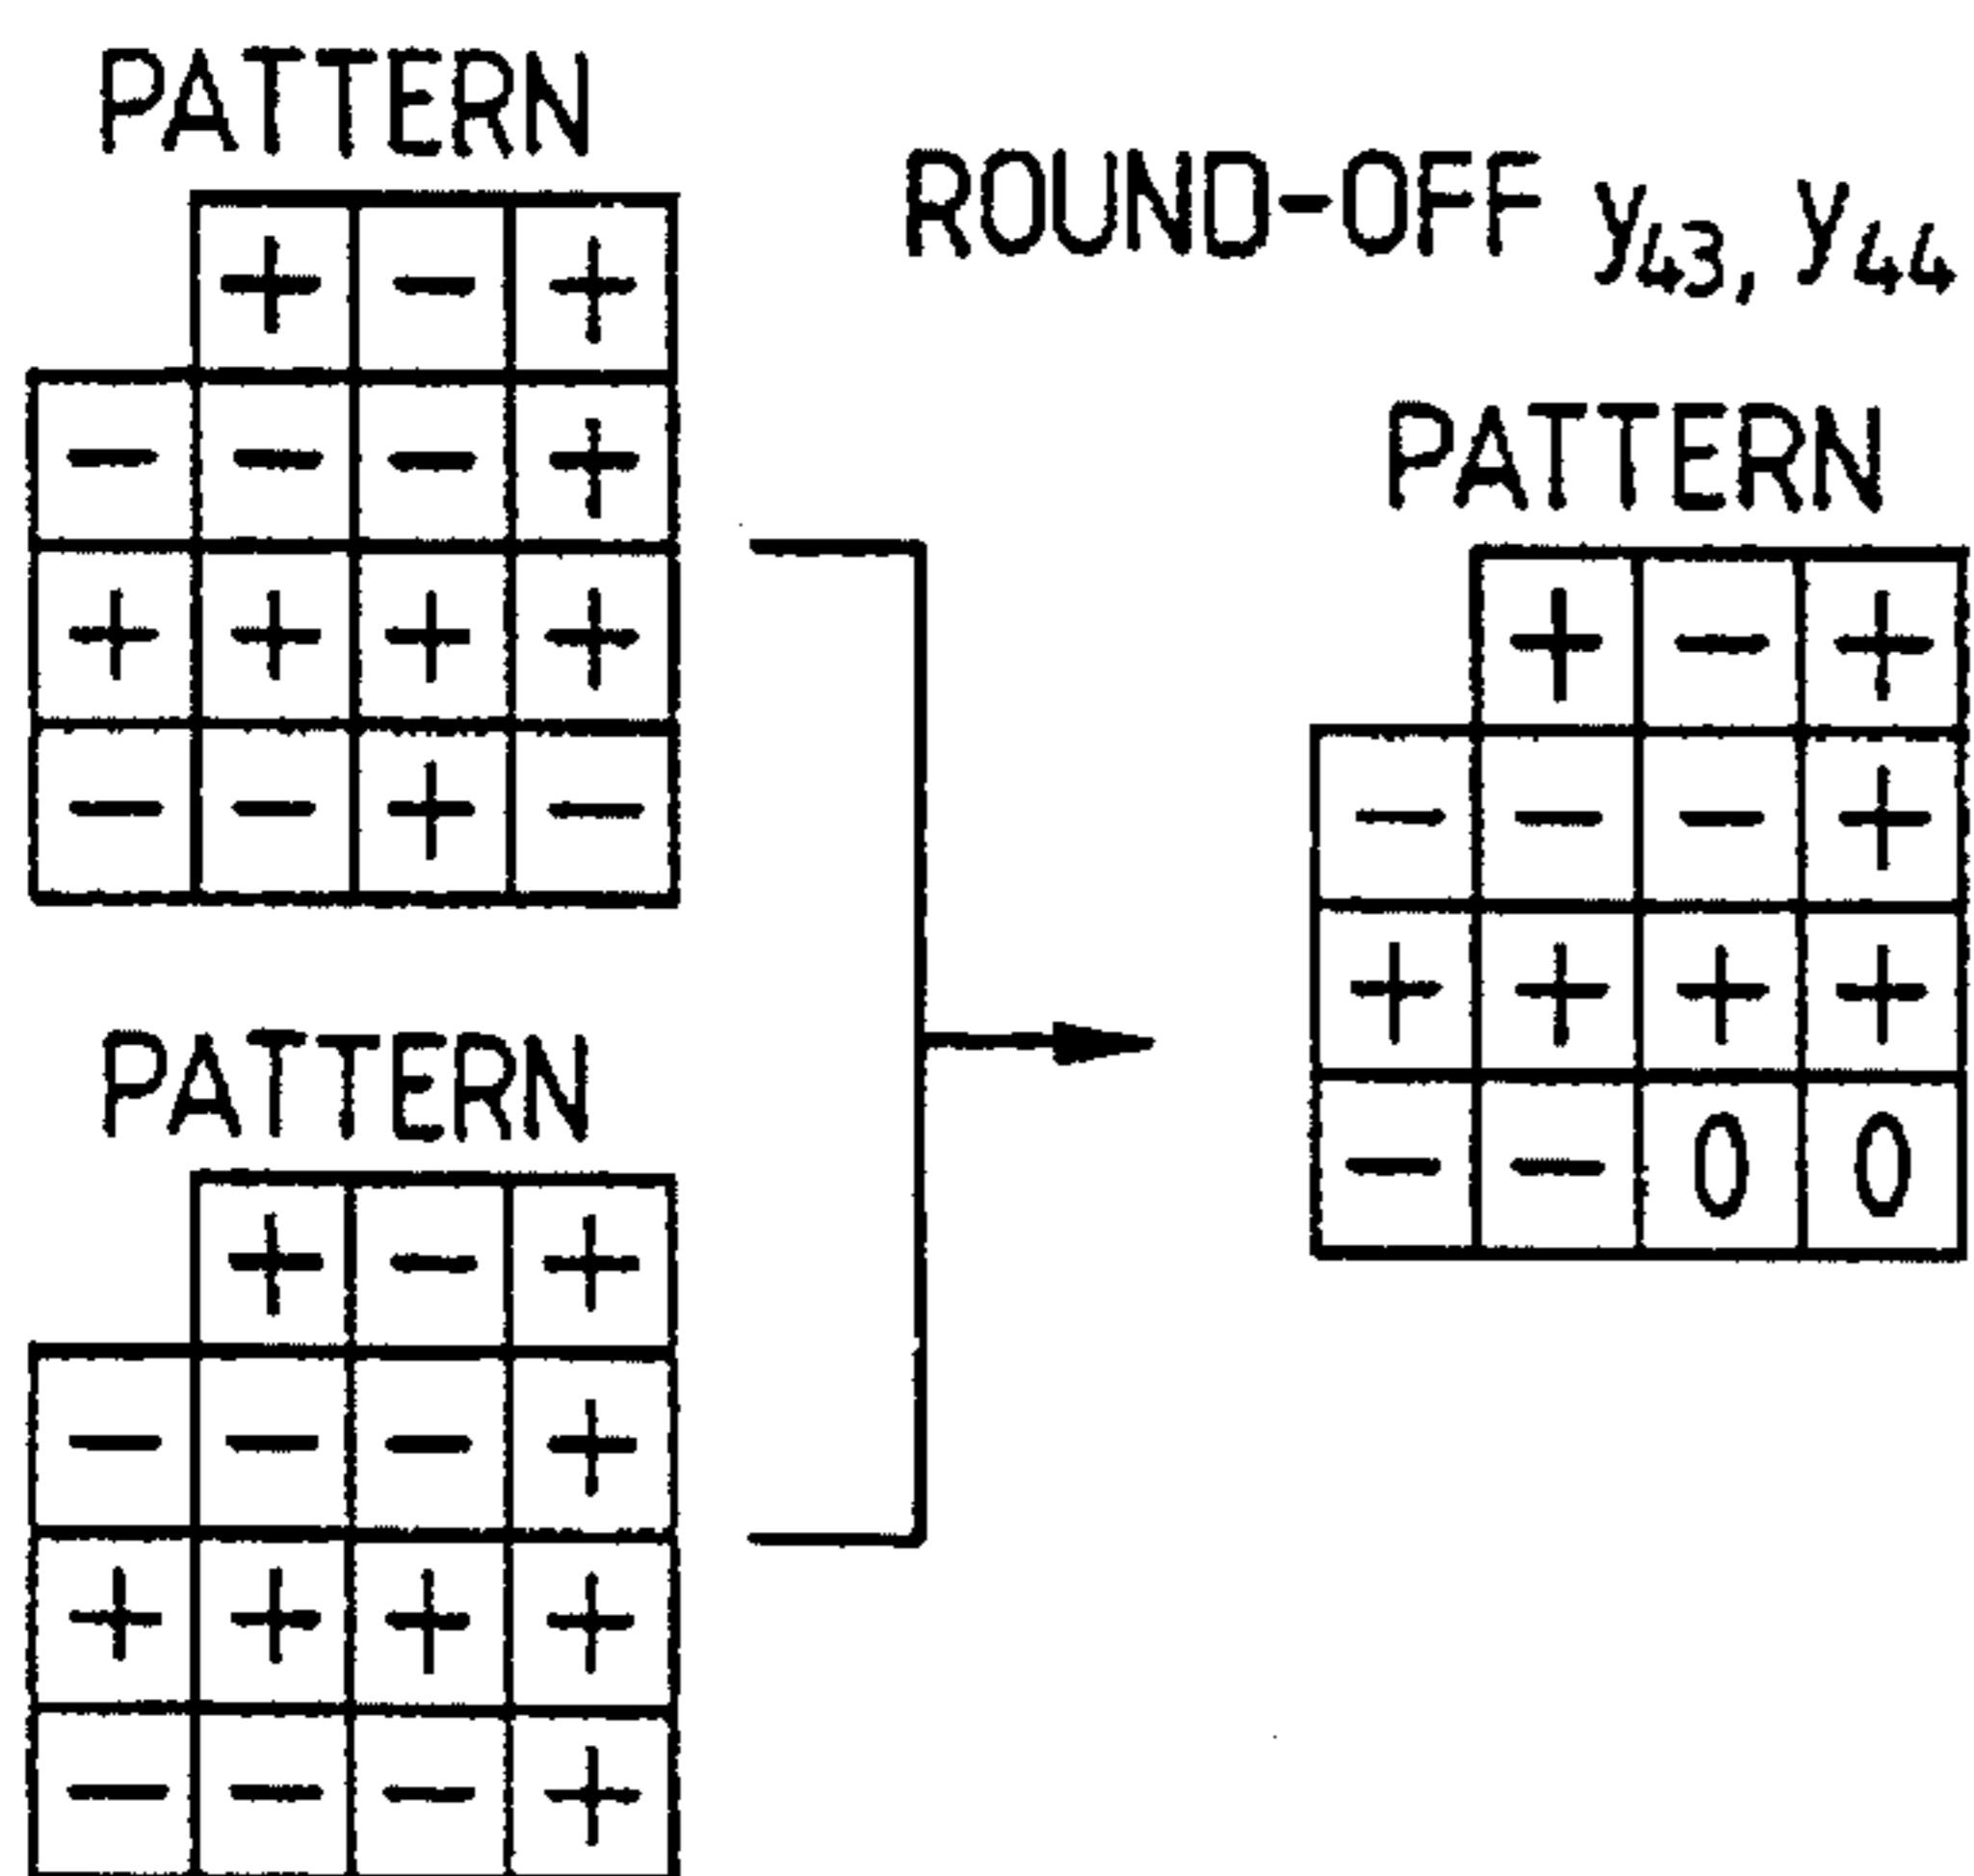 PATTERN
+ − +
− − − +
+ + + +
− − + −
PATTERN
+ − +
− − − +
+ + + +
− − − +
ROUND-OFF y43, y44
PATTERN
+ − +
− − − +
+ + + +
− − 0 0